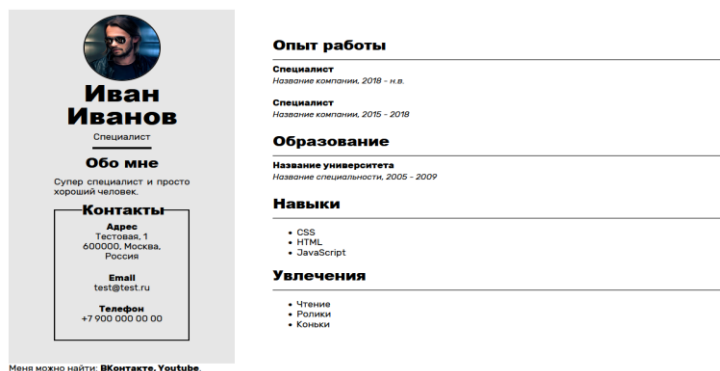 Иван
Иванов
Специалист
Обо мне
Супер специалист и просто
хороший человек.
Контакты
Адрес
Тестовая, 1
600000, Москва,
Россия
Email
test@test.ru
Телефон
+7 900 000 00 00
Опыт работы
Специалист
Название компании, 2018 - н.в.
Специалист
Название компании, 2015 - 2018
Образование
Название университета
Название специальности, 2005 - 2009
Навыки
• CSS
• HTML
• JavaScript
Увлечения
• Чтение
• Ролики
• Коньки
Меня можно найти: ВКонтакте, Youtube.